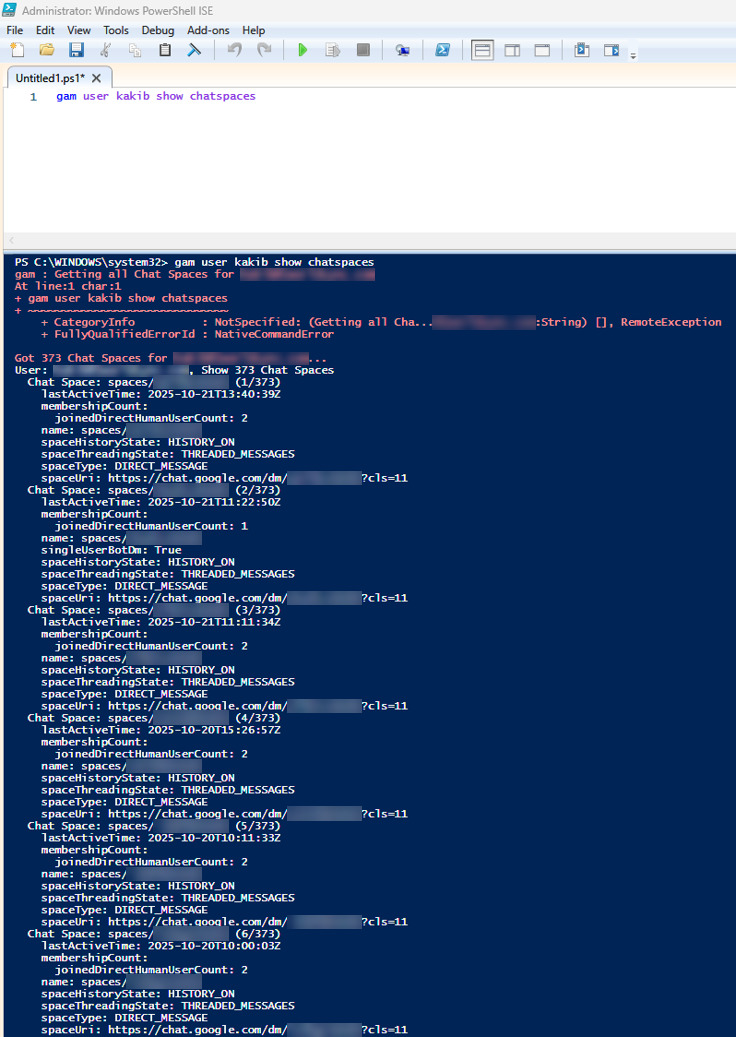 Administrator: Windows PowerShell ISE
File Edit View Tools Debug Add-ons Help
Untitled1.ps1* X
1 gam user kakib show chatspaces
PS C:\WINDOWS\system32> gam user kakib show chatspaces
gam : Getting all Chat Spaces for
At line:1 char:1
+ gam user kakib show chatspaces
+ ~~~~~~~~~~~~~~~~~~~~~~~~~~~~~~
+ CategoryInfo : NotSpecified: (Getting all Cha... :String) [], RemoteException
+ FullyQualifiedErrorId : NativeCommandError
Got 373 Chat Spaces for ...
User: , Show 373 Chat Spaces
Chat Space: spaces/ (1/373)
lastActiveTime: 2025-10-21T13:40:39Z
membershipCount:
joinedDirectHumanUserCount: 2
name: spaces/
spaceHistoryState: HISTORY_ON
spaceThreadingState: THREADED_MESSAGES
spaceType: DIRECT_MESSAGE
spaceUri: https://chat.google.com/dm/ ?cls=11
Chat Space: spaces/ (2/373)
lastActiveTime: 2025-10-21T11:22:50Z
membershipCount:
joinedDirectHumanUserCount: 1
name: spaces/
singleUserBotDm: True
spaceHistoryState: HISTORY_ON
spaceThreadingState: THREADED_MESSAGES
spaceType: DIRECT_MESSAGE
spaceUri: https://chat.google.com/dm/ ?cls=11
Chat Space: spaces/ (3/373)
lastActiveTime: 2025-10-21T11:11:34Z
membershipCount:
joinedDirectHumanUserCount: 2
name: spaces/
spaceHistoryState: HISTORY_ON
spaceThreadingState: THREADED_MESSAGES
spaceType: DIRECT_MESSAGE
spaceUri: https://chat.google.com/dm/ ?cls=11
Chat Space: spaces/ (4/373)
lastActiveTime: 2025-10-20T15:26:57Z
membershipCount:
joinedDirectHumanUserCount: 2
name: spaces/
spaceHistoryState: HISTORY_ON
spaceThreadingState: THREADED_MESSAGES
spaceType: DIRECT_MESSAGE
spaceUri: https://chat.google.com/dm/ ?cls=11
Chat Space: spaces/ (5/373)
lastActiveTime: 2025-10-20T10:11:33Z
membershipCount:
joinedDirectHumanUserCount: 2
name: spaces/
spaceHistoryState: HISTORY_ON
spaceThreadingState: THREADED_MESSAGES
spaceType: DIRECT_MESSAGE
spaceUri: https://chat.google.com/dm/ ?cls=11
Chat Space: spaces/ (6/373)
lastActiveTime: 2025-10-20T10:00:03Z
membershipCount:
joinedDirectHumanUserCount: 2
name: spaces/
spaceHistoryState: HISTORY_ON
spaceThreadingState: THREADED_MESSAGES
spaceType: DIRECT_MESSAGE
spaceUri: https://chat.google.com/dm/ ?cls=11